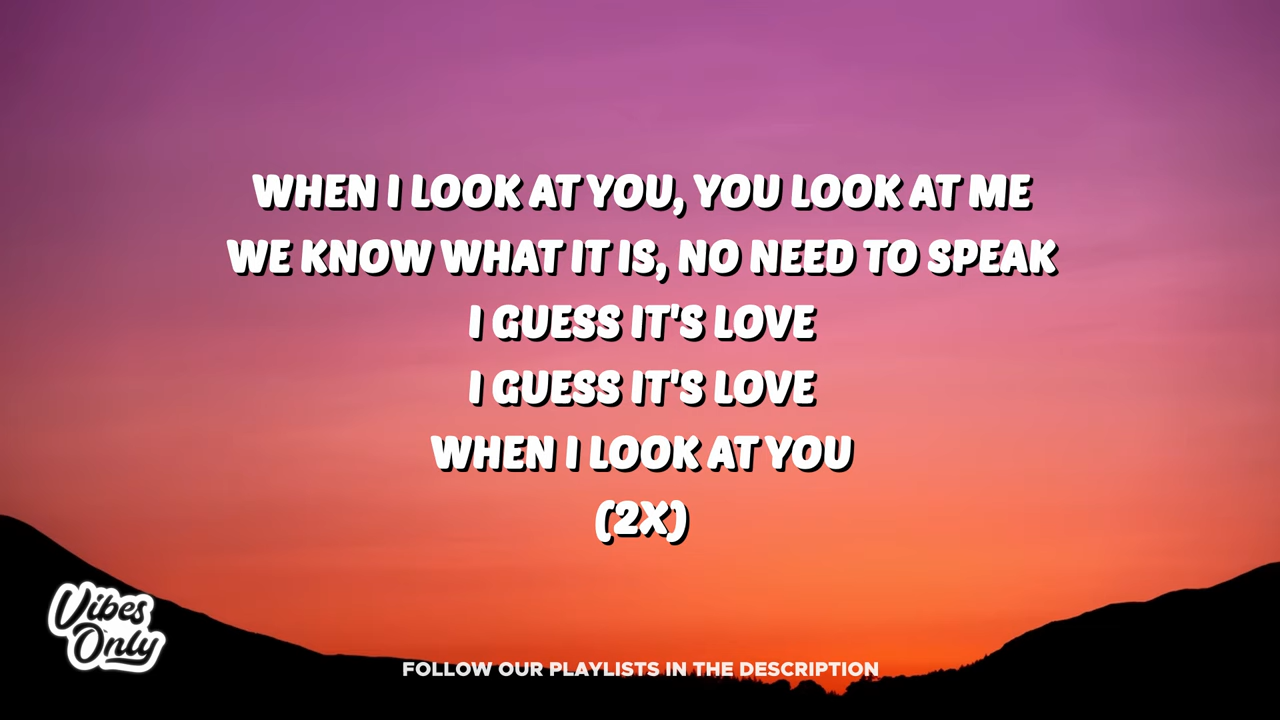 WHEN I LOOK AT YOU, YOU LOOK AT ME
WE KNOW WHAT IT IS, NO NEED TO SPEAK
I GUESS IT'S LOVE
I GUESS IT'S LOVE
WHEN I LOOK AT YOU
(2X)
Vibes
Only
FOLLOW OUR PLAYLISTS IN THE DESCRIPTION